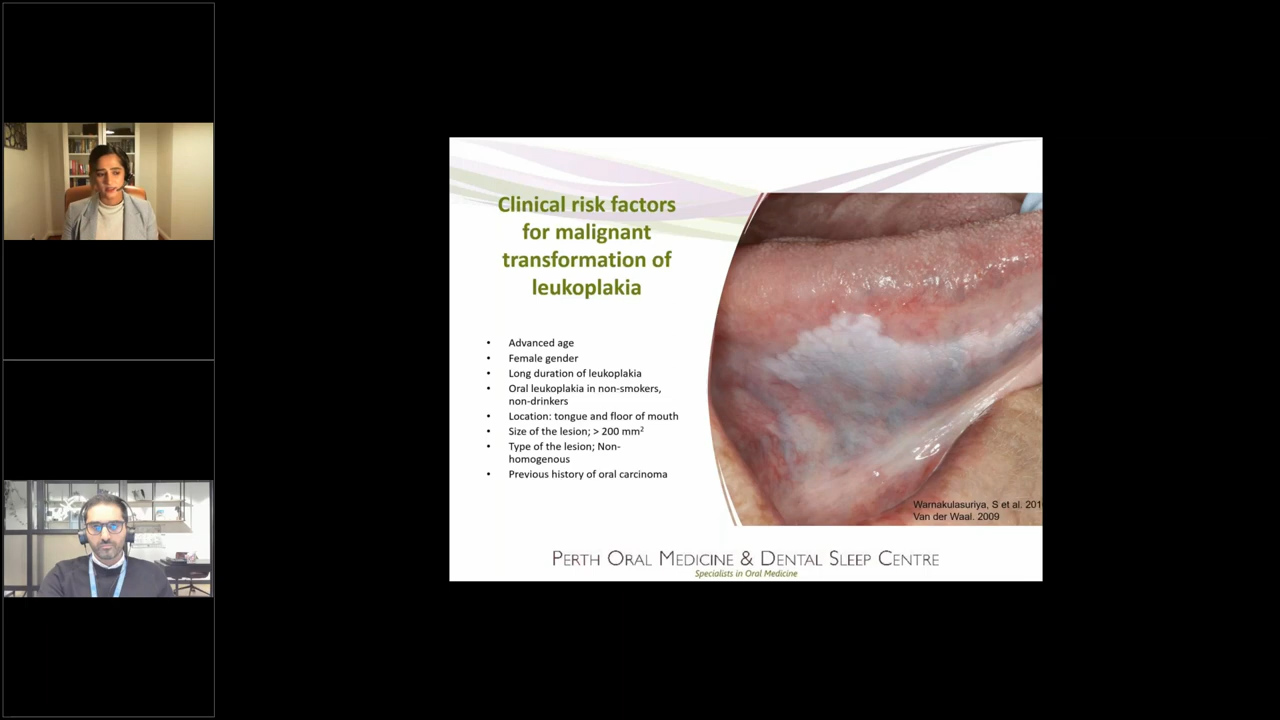 Clinical risk factors
for malignant
transformation of
leukoplakia
• Advanced age
• Female gender
• Long duration of leukoplakia
• Oral leukoplakia in non-smokers,
non-drinkers
• Location: tongue and floor of mouth
• Size of the lesion; > 200 mm²
• Type of the lesion; Non-
homogenous
• Previous history of oral carcinoma
Warnakulasuriya, S et al. 201
Van der Waal. 2009
PERTH ORAL MEDICINE & DENTAL SLEEP CENTRE
Specialists in Oral Medicine